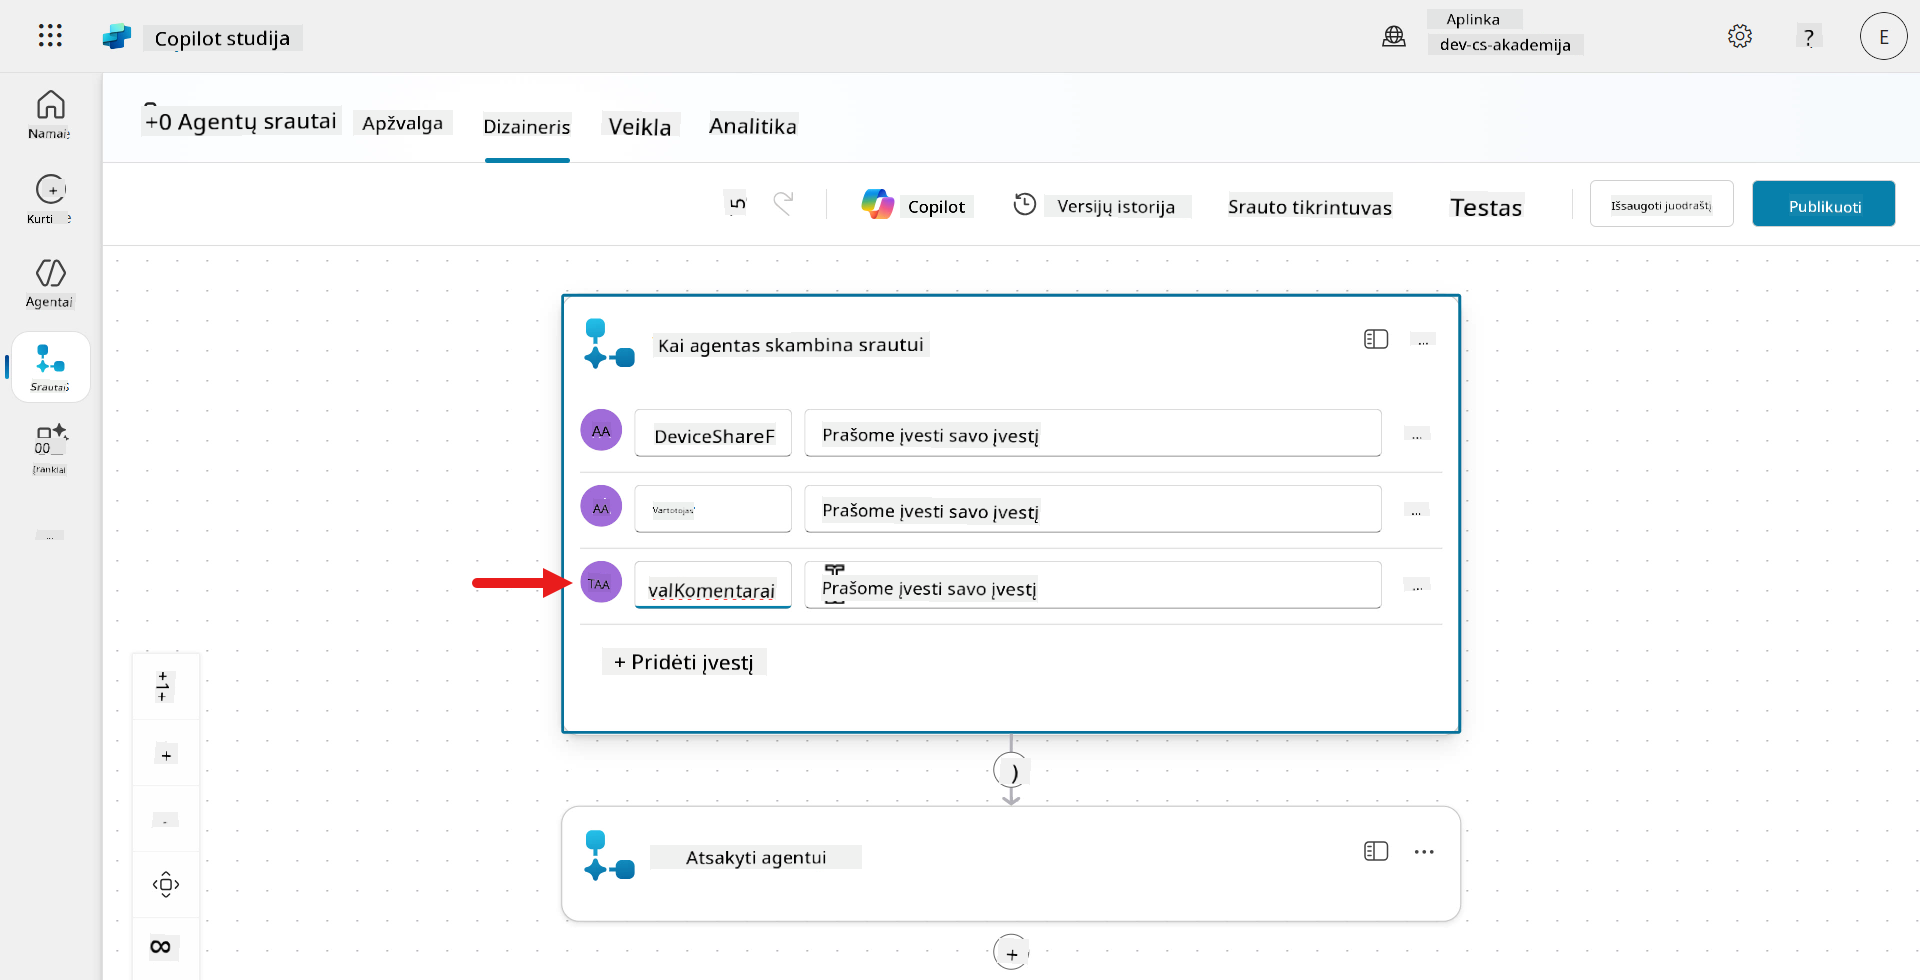 Copilot studija
Aplinka
dev-cs-akademija
?
E
Namai
Kurti
Agentai
Srautai
Įrankiai
...
+0 Agentų srautai
Apžvalga
Dizaineris
Veikla
Analitika
Copilot
Versijų istorija
Srauto tikrintuvas
Testas
Išsaugoti juodraštį
Publikuoti
Kai agentas skambina srautui
...
AA
DeviceShareF
Prašome įvesti savo įvestį
...
AA
Vartotojas'
Prašome įvesti savo įvestį
...
TAA
valKomentarai
Prašome įvesti savo įvestį
...
+ Pridėti įvestį
)
Atsakyti agentui
...
+
+
-